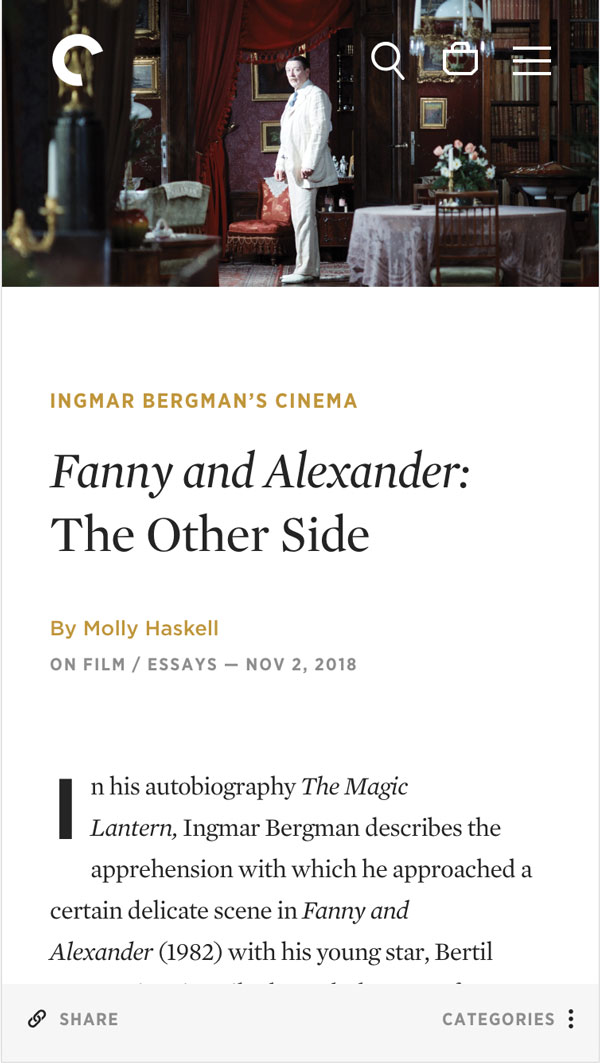 INGMAR BERGMAN’S CINEMA
Fanny and Alexander:
The Other Side
By Molly Haskell
ON FILM / ESSAYS — NOV 2, 2018
In his autobiography The Magic
Lantern, Ingmar Bergman describes the
apprehension with which he approached a
certain delicate scene in Fanny and
Alexander (1982) with his young star, Bertil
SHARE
CATEGORIES